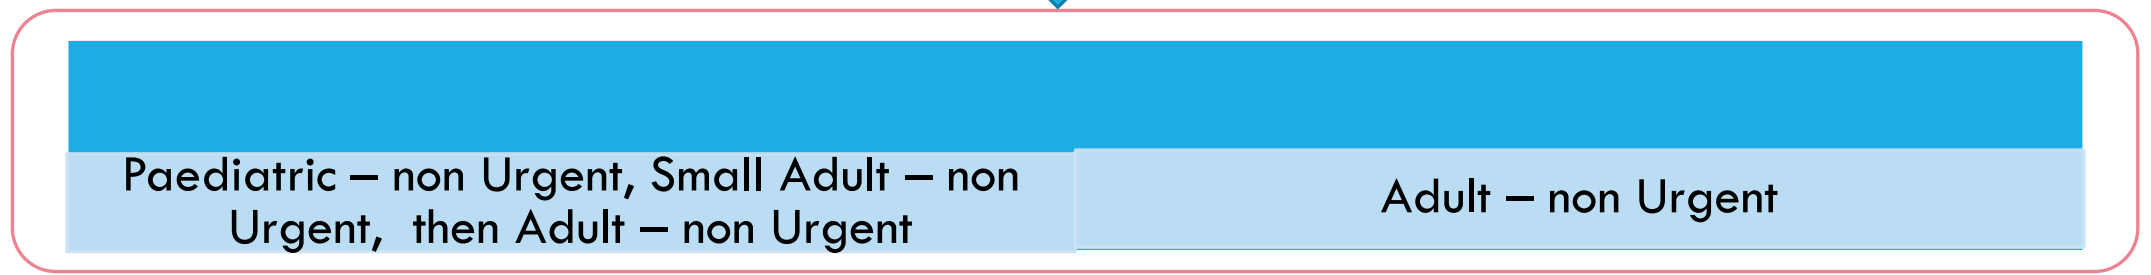 Paediatric – non Urgent, Small Adult – non
Urgent,  then Adult – non Urgent
Adult – non Urgent